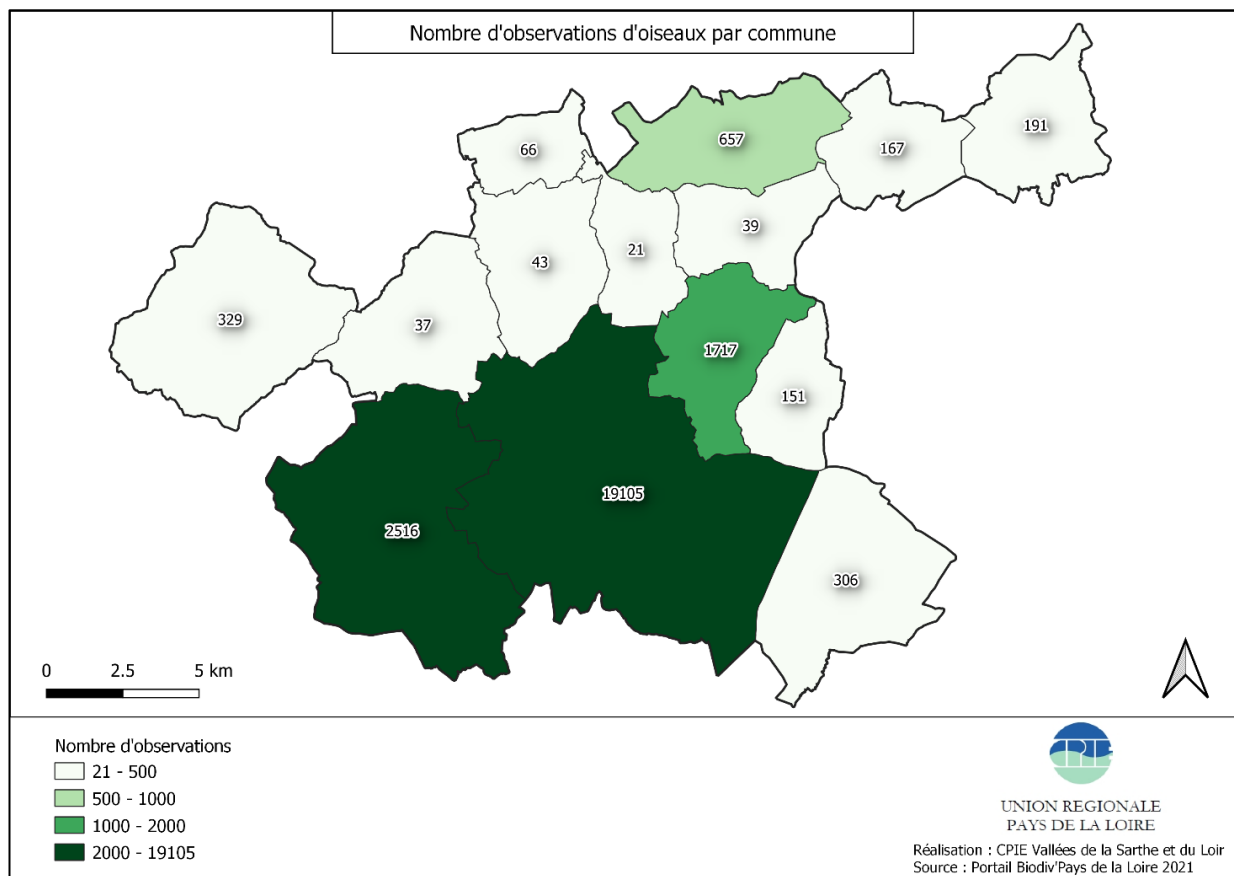 Nombre d'observations d'oiseaux par commune
191
657
66
167
39
21
43
329
37
1717
151
19105
2516
306
0 2.5 5 km
Nombre d'observations
21 - 500
500 - 1000
1000 - 2000
2000 - 19105
CPIE
UNION REGIONALE
PAYS DE LA LOIRE
Réalisation : CPIE Vallées de la Sarthe et du Loir
Source : Portail Biodiv'Pays de la Loire 2021